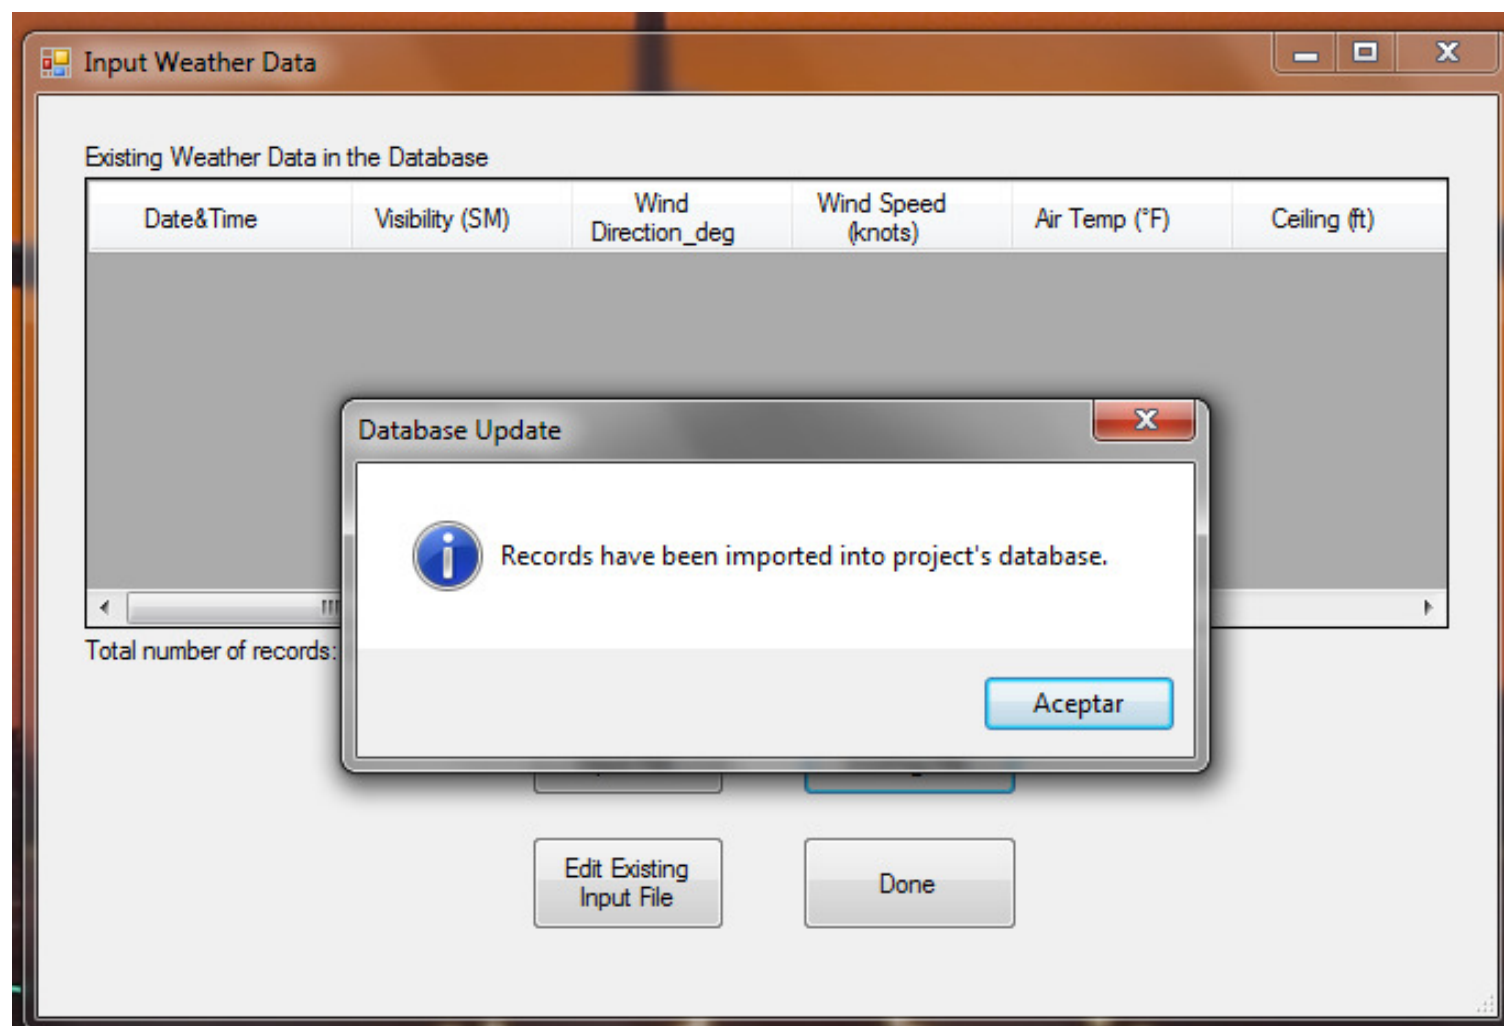 Input Weather Data
Existing Weather Data in the Database
Date&Time
Visibility (SM)
Wind
Direction_deg
Wind Speed
(knots)
Air Temp (°F)
Ceiling (ft)
Database Update
Records have been imported into project's database.
Total number of records:
Aceptar
Edit Existing
Input File
Done